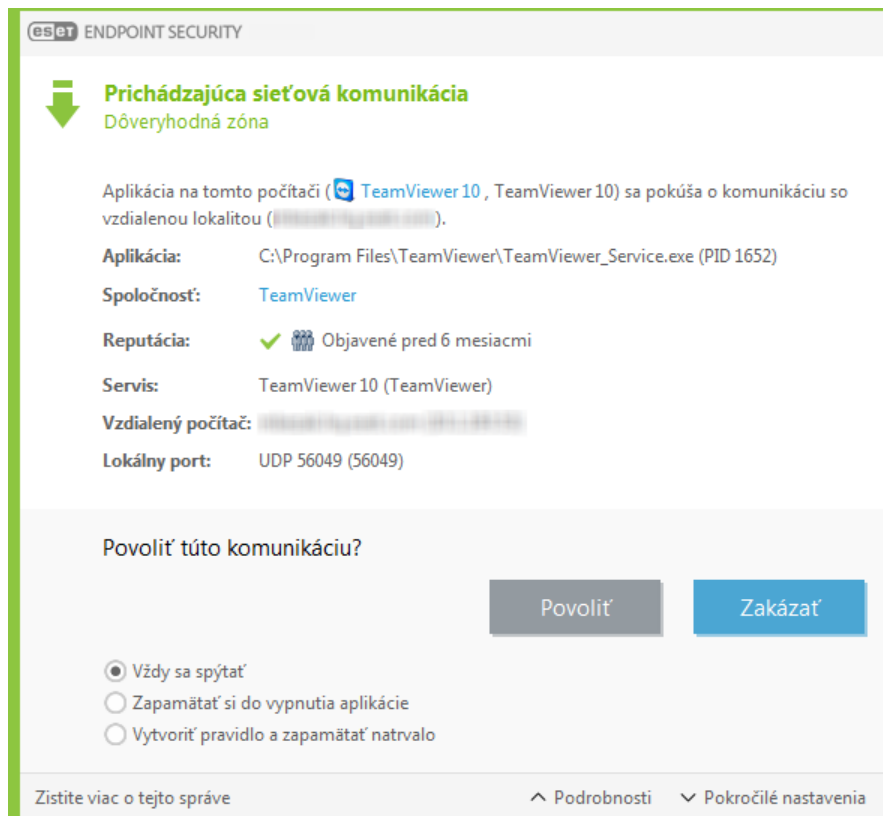 eset ENDPOINT SECURITY
Prichádzajúca sieťová komunikácia
Dôveryhodná zóna
Aplikácia na tomto počítači ( TeamViewer 10 , TeamViewer 10) sa pokúša o komunikáciu so
vzdialenou lokalitou ( ).
Aplikácia: C:\Program Files\TeamViewer\TeamViewer_Service.exe (PID 1652)
Spoločnosť: TeamViewer
Reputácia: Objavené pred 6 mesiacmi
Servis: TeamViewer 10 (TeamViewer)
Vzdialený počítač:
Lokálny port: UDP 56049 (56049)
Povoliť túto komunikáciu?
Povoliť Zakázať
Vždy sa spýtať
Zapamätať si do vypnutia aplikácie
Vytvoriť pravidlo a zapamätať natrvalo
Zistite viac o tejto správe Podrobnosti Pokročilé nastavenia